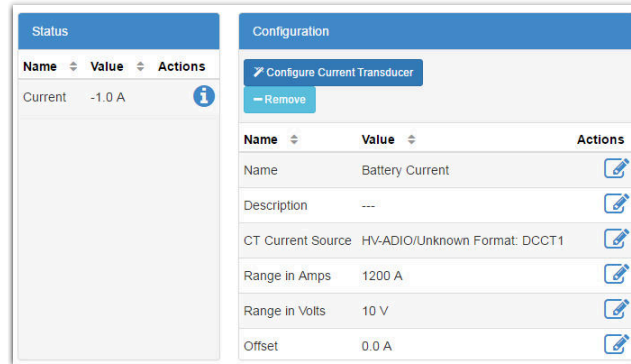 Status
Name Value Actions
Current -1.0 A
Configuration
Configure Current Transducer
Remove
Name Value Actions
Name Battery Current
Description ---
CT Current Source HV-ADIO/Unknown Format: DCCT1
Range in Amps 1200 A
Range in Volts 10 V
Offset 0.0 A